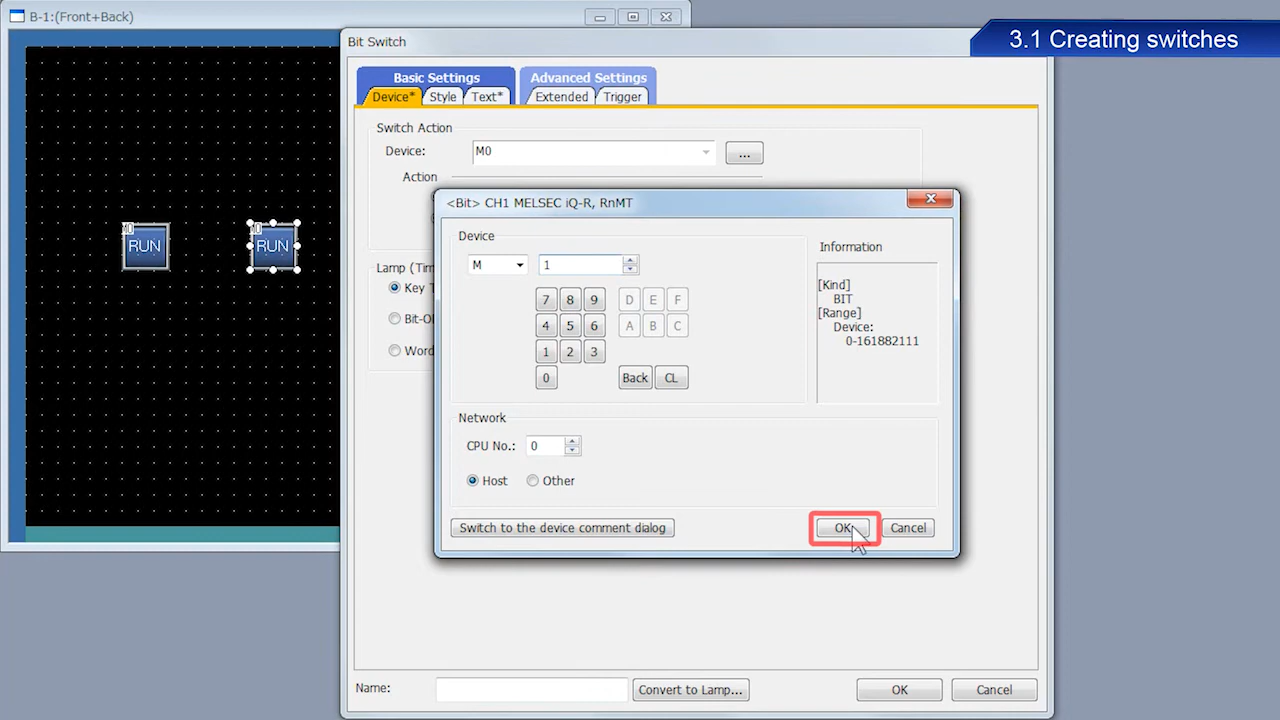 B-1:(Front+Back)
3.1 Creating switches
Bit Switch
Basic Settings
Advanced Settings
Device*
Style
Text*
Extended
Trigger
Switch Action
Device:
M0
...
Action
RUN
RUN
Lamp (Tim
Key T
Bit-O
Word
<Bit> CH1 MELSEC iQ-R, RnMT
Device
M
1
7 8 9 D E F
4 5 6 A B C
1 2 3
0 Back CL
Information
[Kind]
BIT
[Range]
Device:
0-161882111
Network
CPU No.:
0
Host
Other
Switch to the device comment dialog
OK
Cancel
Name:
Convert to Lamp...
OK
Cancel